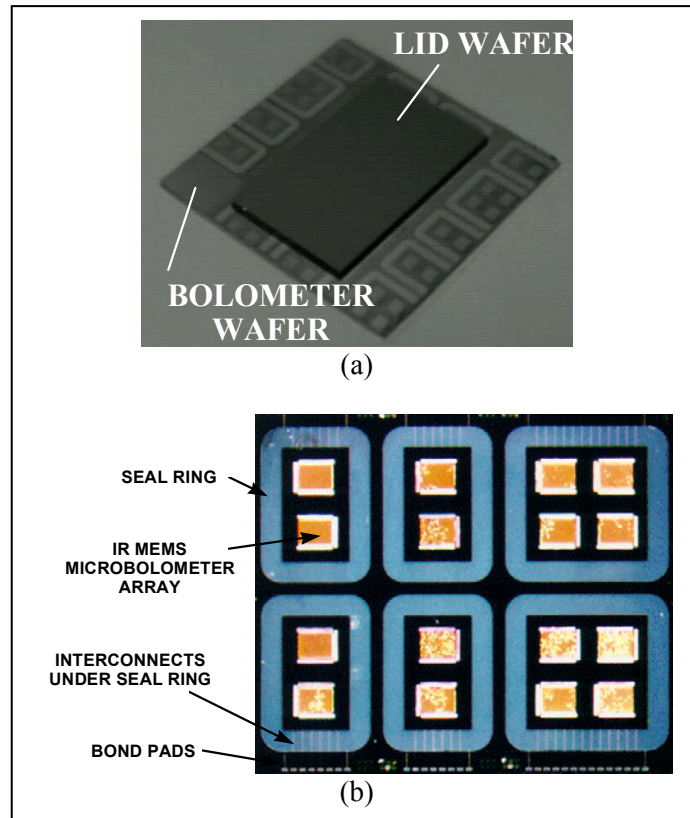 LID WAFER
BOLOMETER
WAFER
(a)
SEAL RING
IR MEMS
MICROBOLOMETER
ARRAY
INTERCONNECTS
UNDER SEAL RING
BOND PADS
(b)